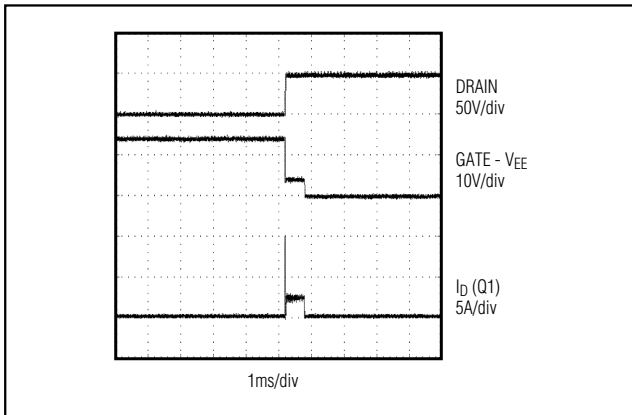 DRAIN
50V/div
GATE - VEE
10V/div
ID (Q1)
5A/div
1ms/div